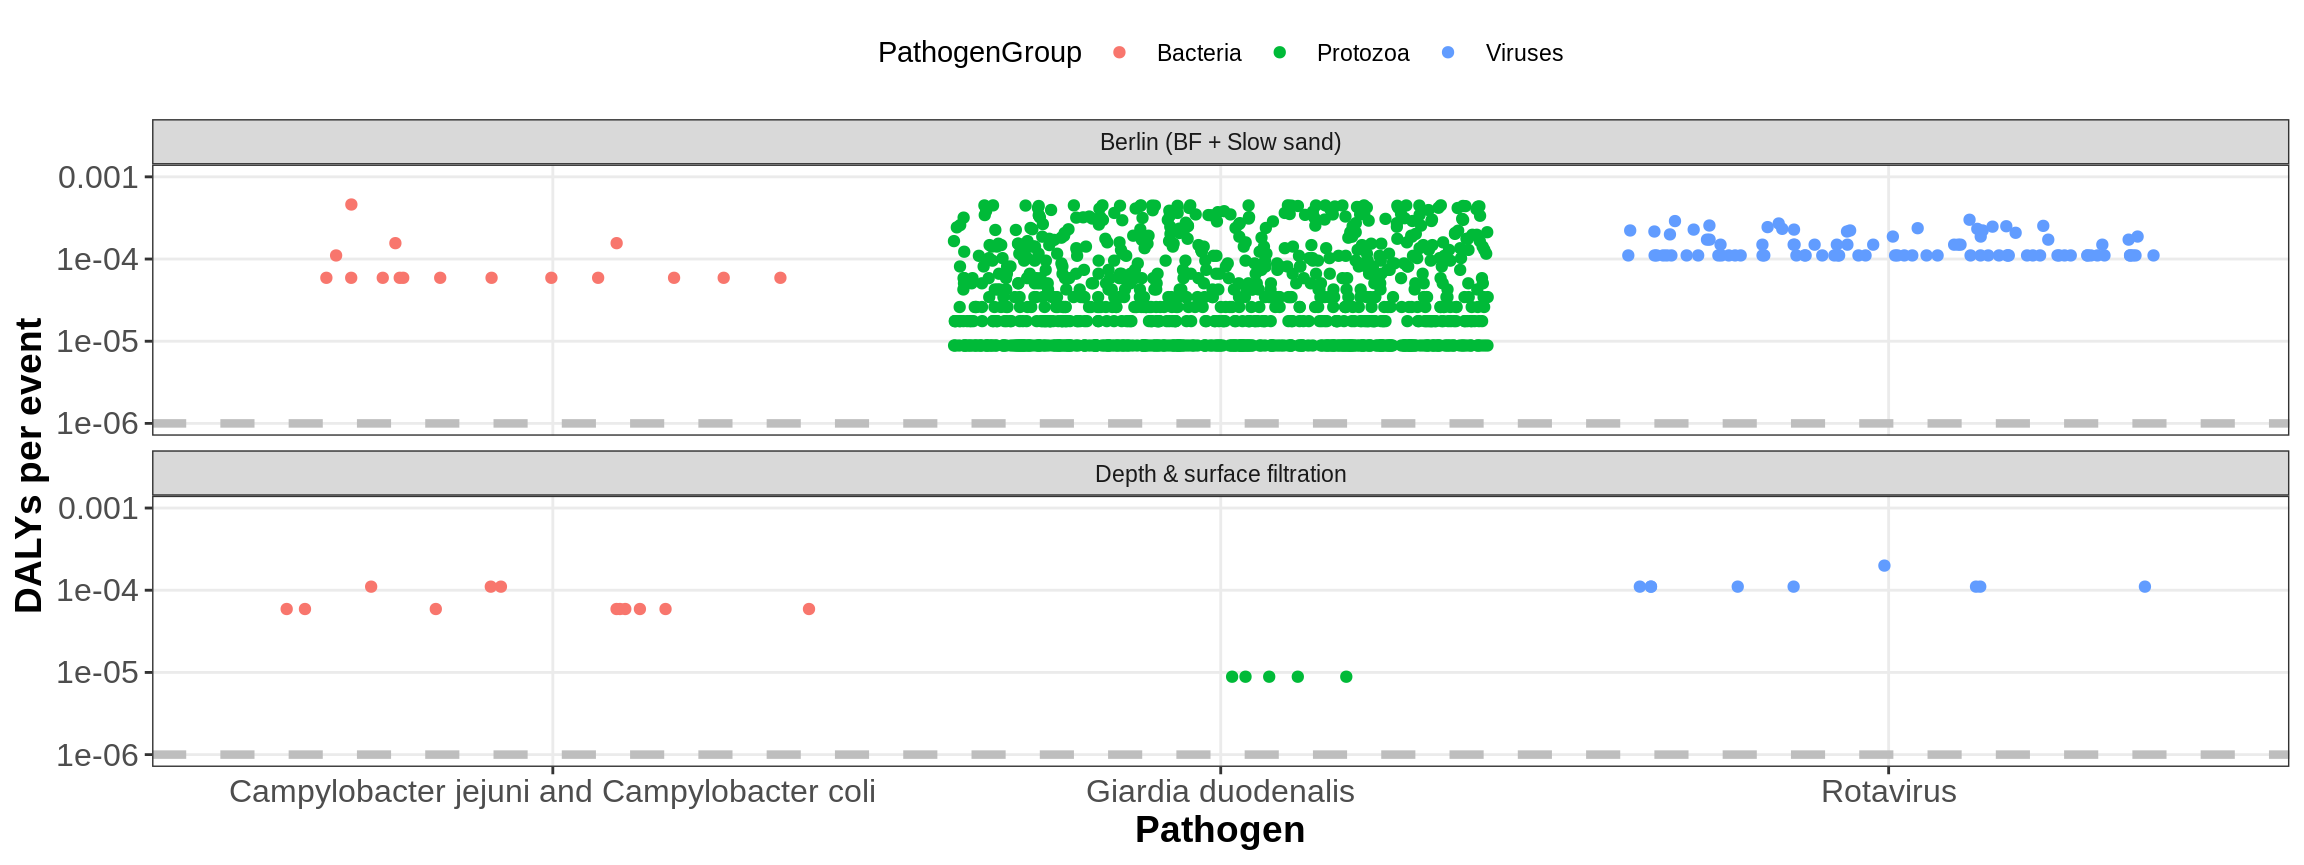 PathogenGroup Bacteria Protozoa Viruses
Berlin (BF + Slow sand)
0.001
1e-04
1e-05
1e-06
DALYs per event
Depth & surface filtration
0.001
1e-04
1e-05
1e-06
Campylobacter jejuni and Campylobacter coli Giardia duodenalis Rotavirus
Pathogen